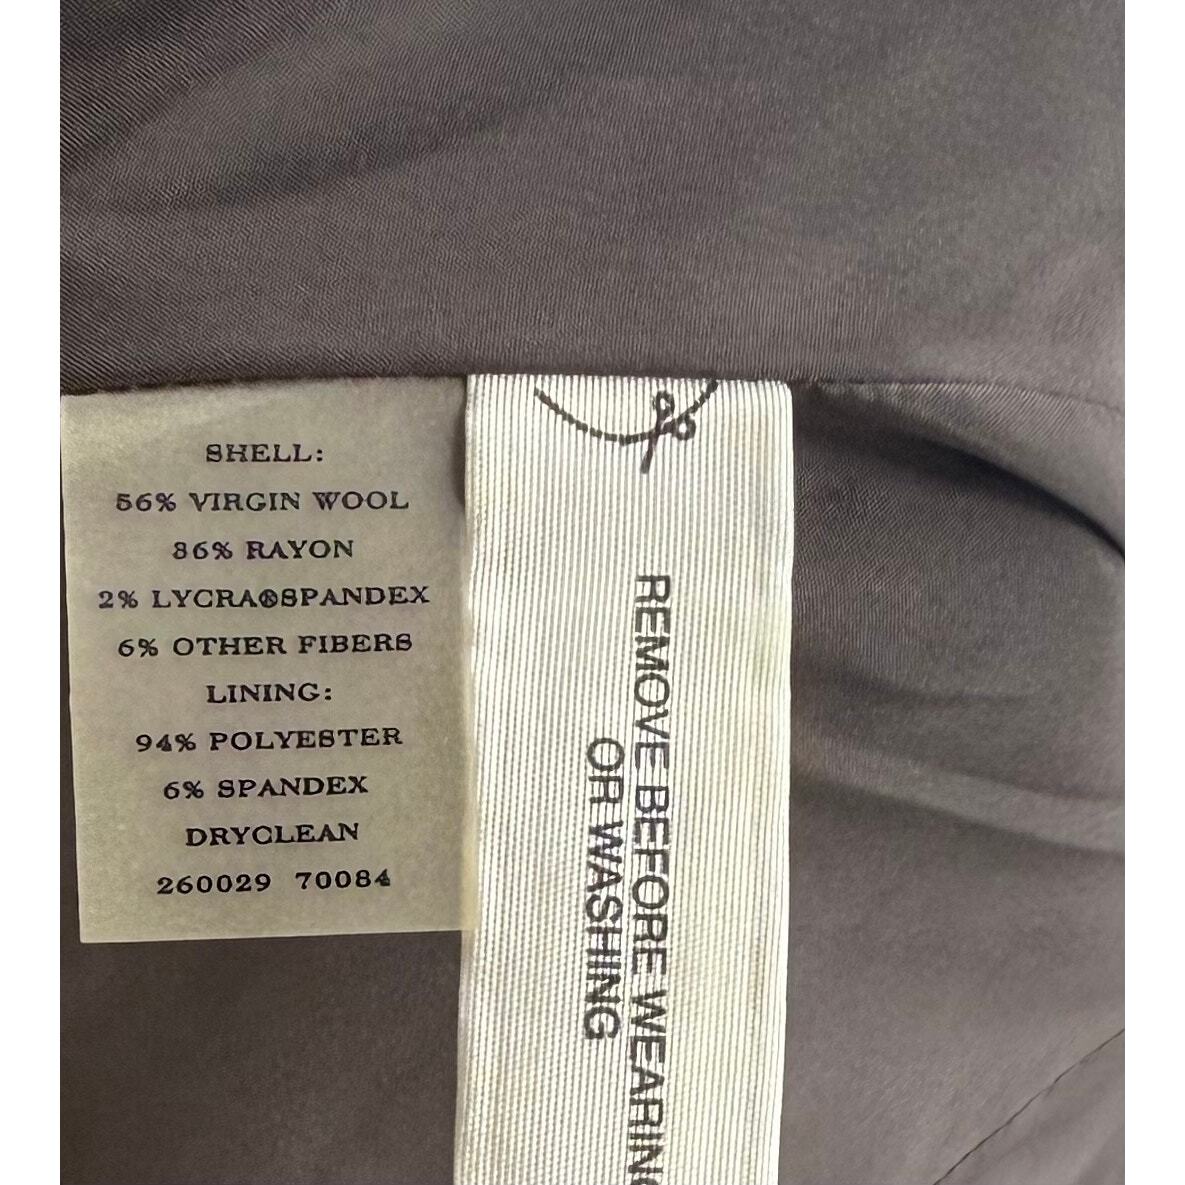 SHELL:
56% VIRGIN WOOL
36% RAYON
2% LYCRA®SPANDEX
6% OTHER FIBERS
LINING:
94% POLYESTER
6% SPANDEX
DRYCLEAN
260029 70084
REMOVE BEFORE WEARING
OR WASHING